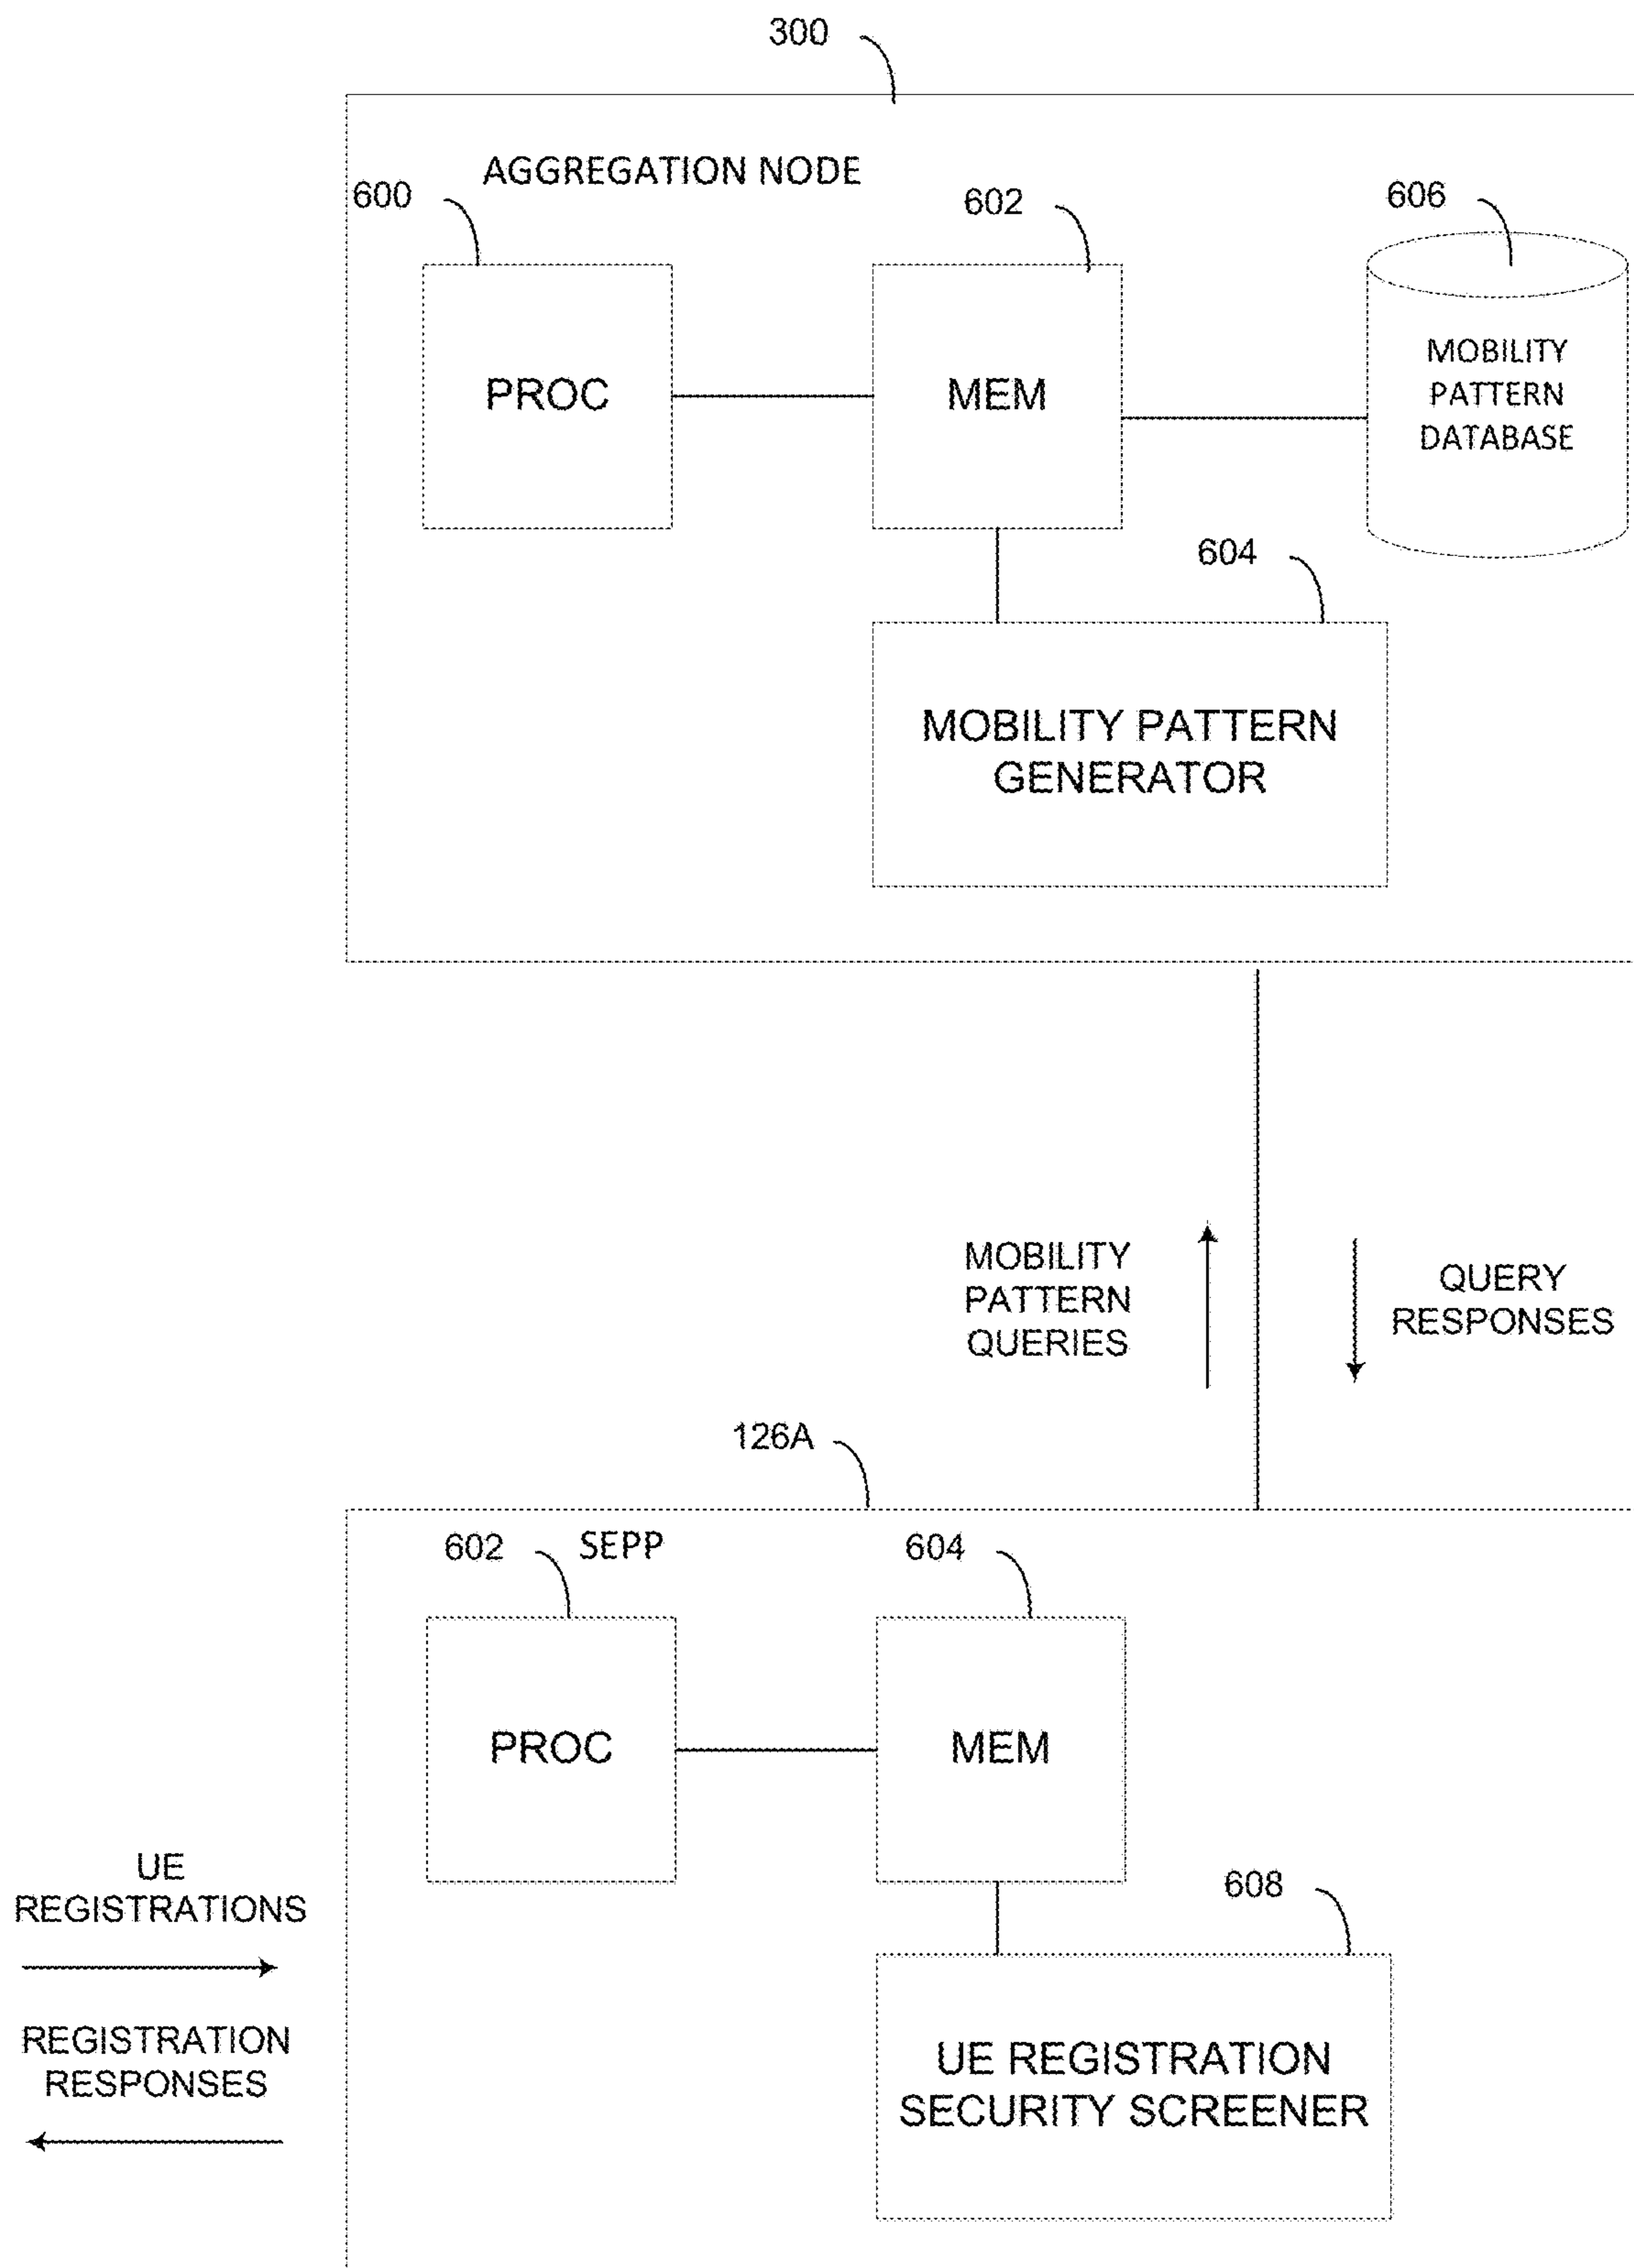 300
AGGREGATION NODE
600
602
606
PROC
MEM
MOBILITY
PATTERN
DATABASE
604
MOBILITY PATTERN
GENERATOR
MOBILITY
PATTERN
QUERIES
QUERY
RESPONSES
126A
602
SEPP
604
PROC
MEM
UE
REGISTRATIONS
608
REGISTRATION
RESPONSES
UE REGISTRATION
SECURITY SCREENER